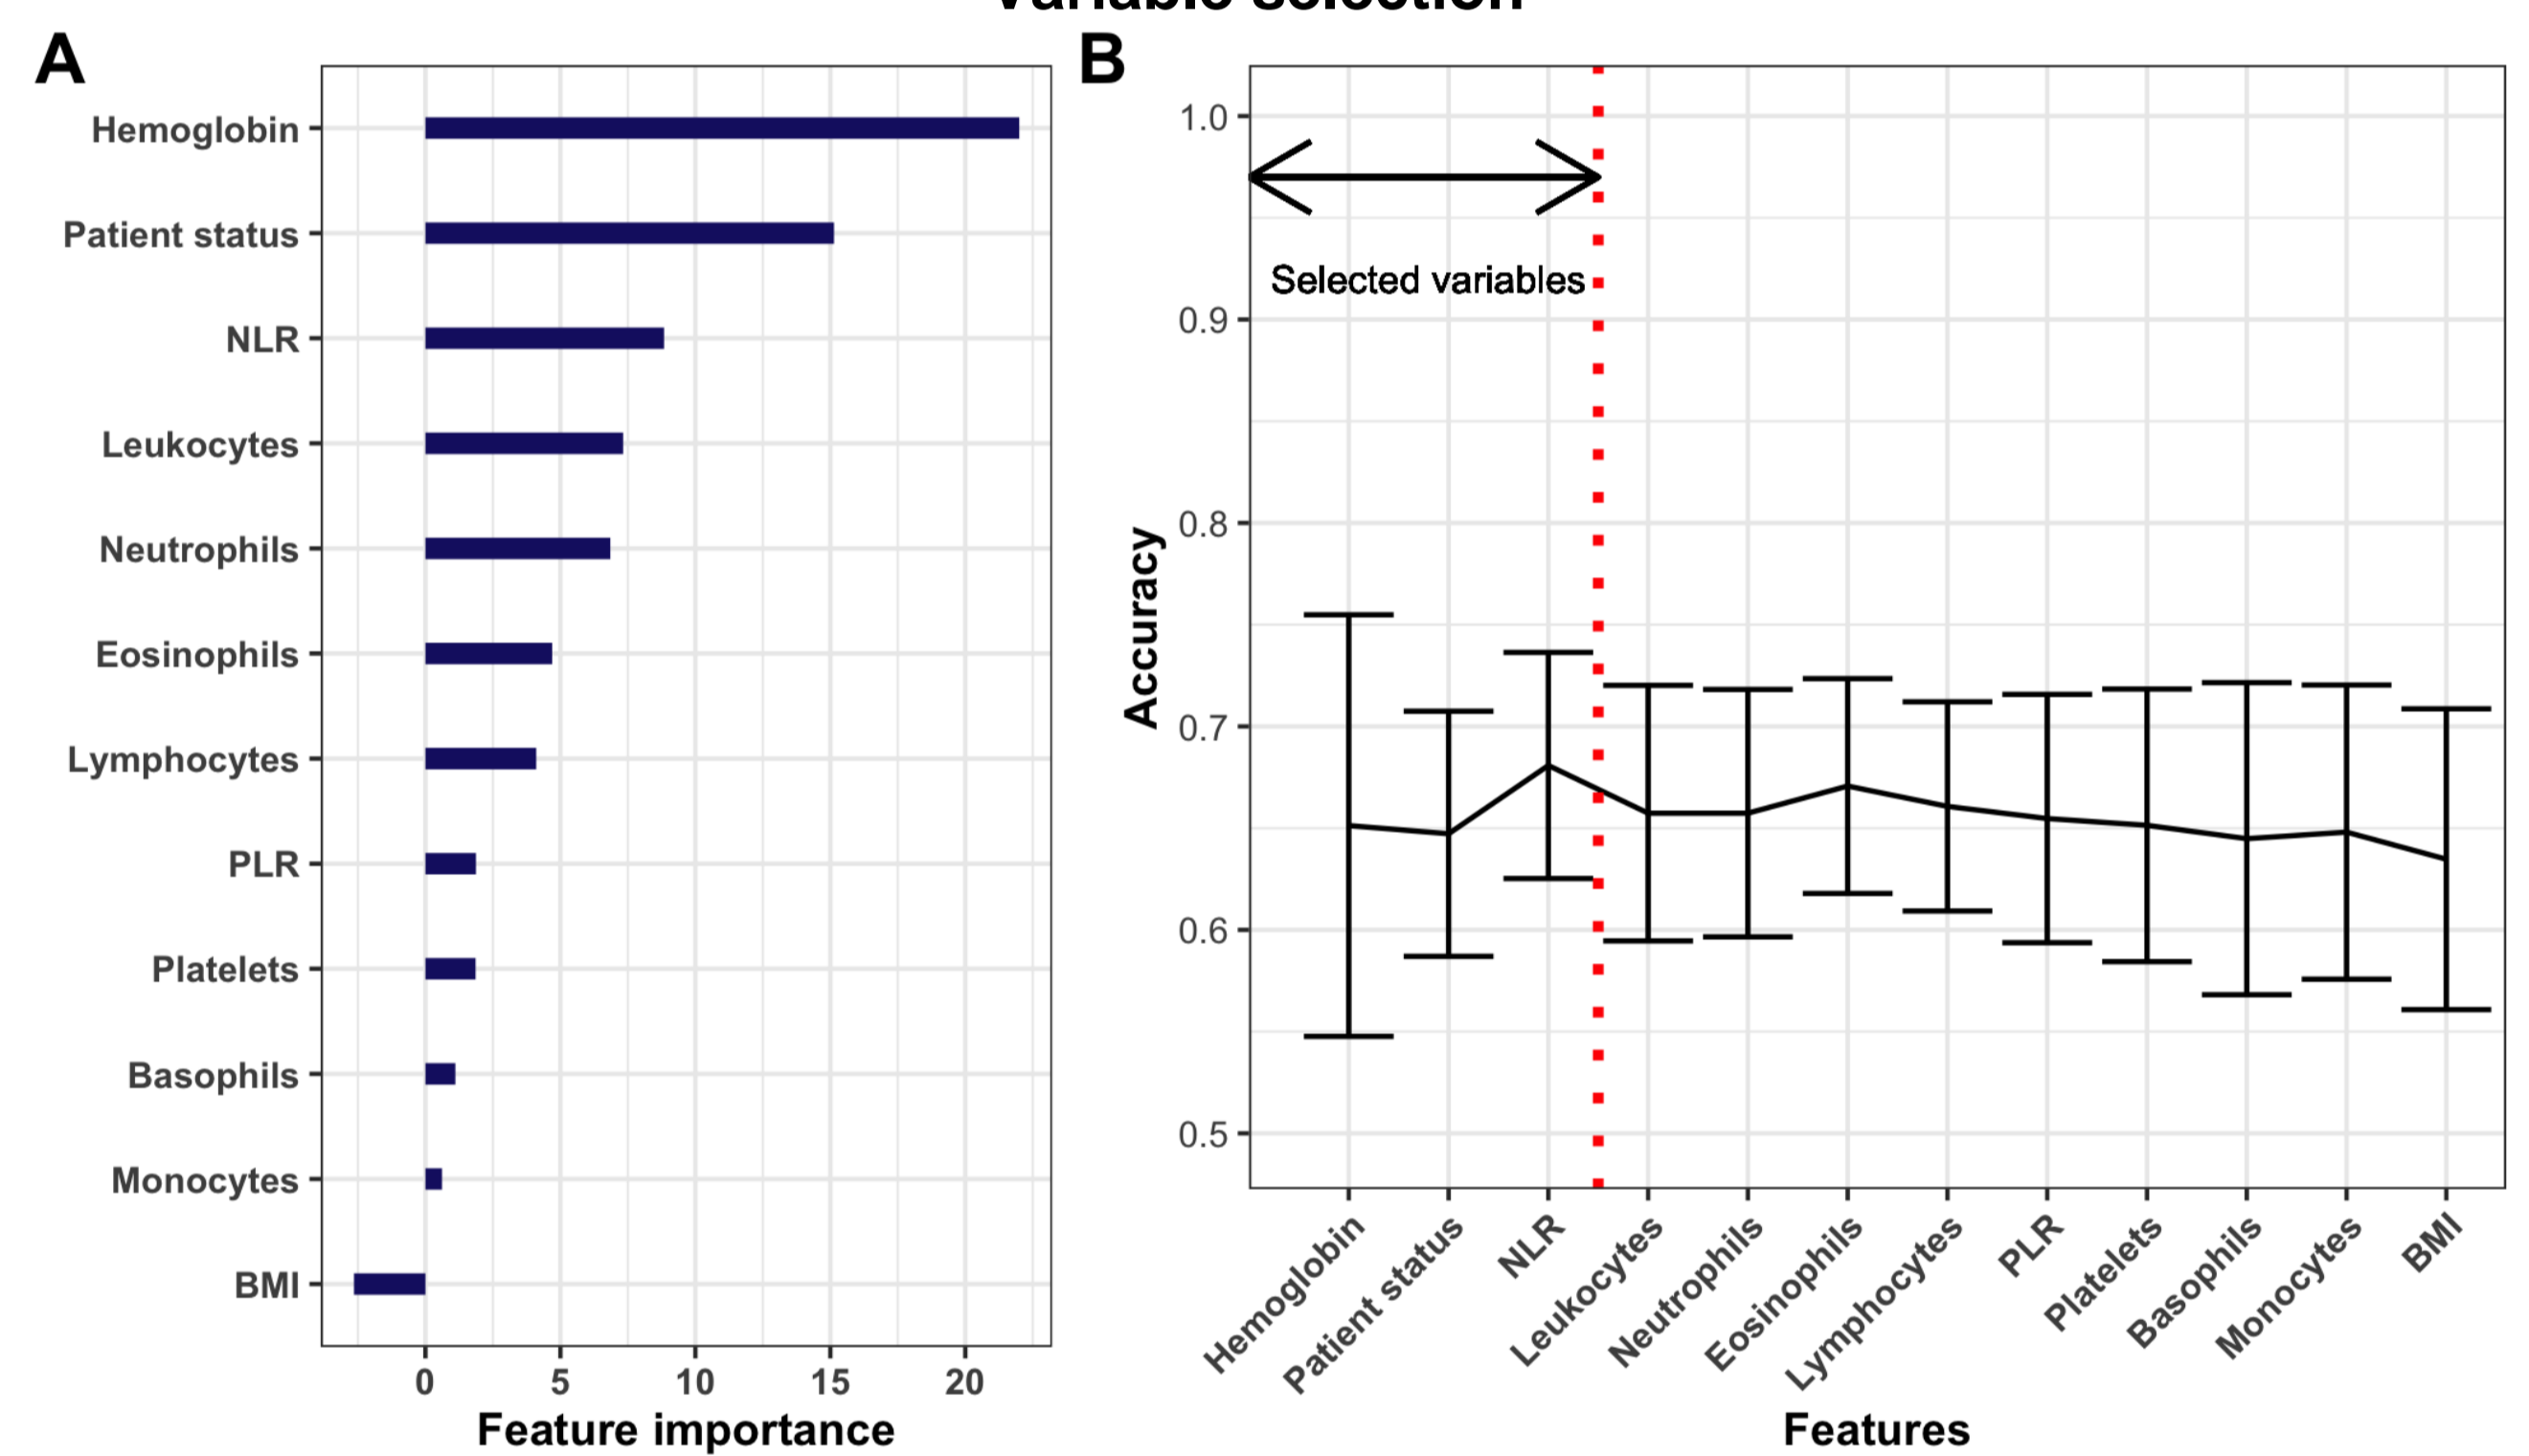 Variable selection
A
Hemoglobin
Patient status
NLR
Leukocytes
Neutrophils
Eosinophils
Lymphocytes
PLR
Platelets
Basophils
Monocytes
BMI
0 5 10 15 20
Feature importance
B
1.0
0.9
0.8
0.7
0.6
0.5
Accuracy
Selected variables
Hemoglobin
Patient status
NLR
Leukocytes
Neutrophils
Eosinophils
Lymphocytes
PLR
Platelets
Basophils
Monocytes
BMI
Features